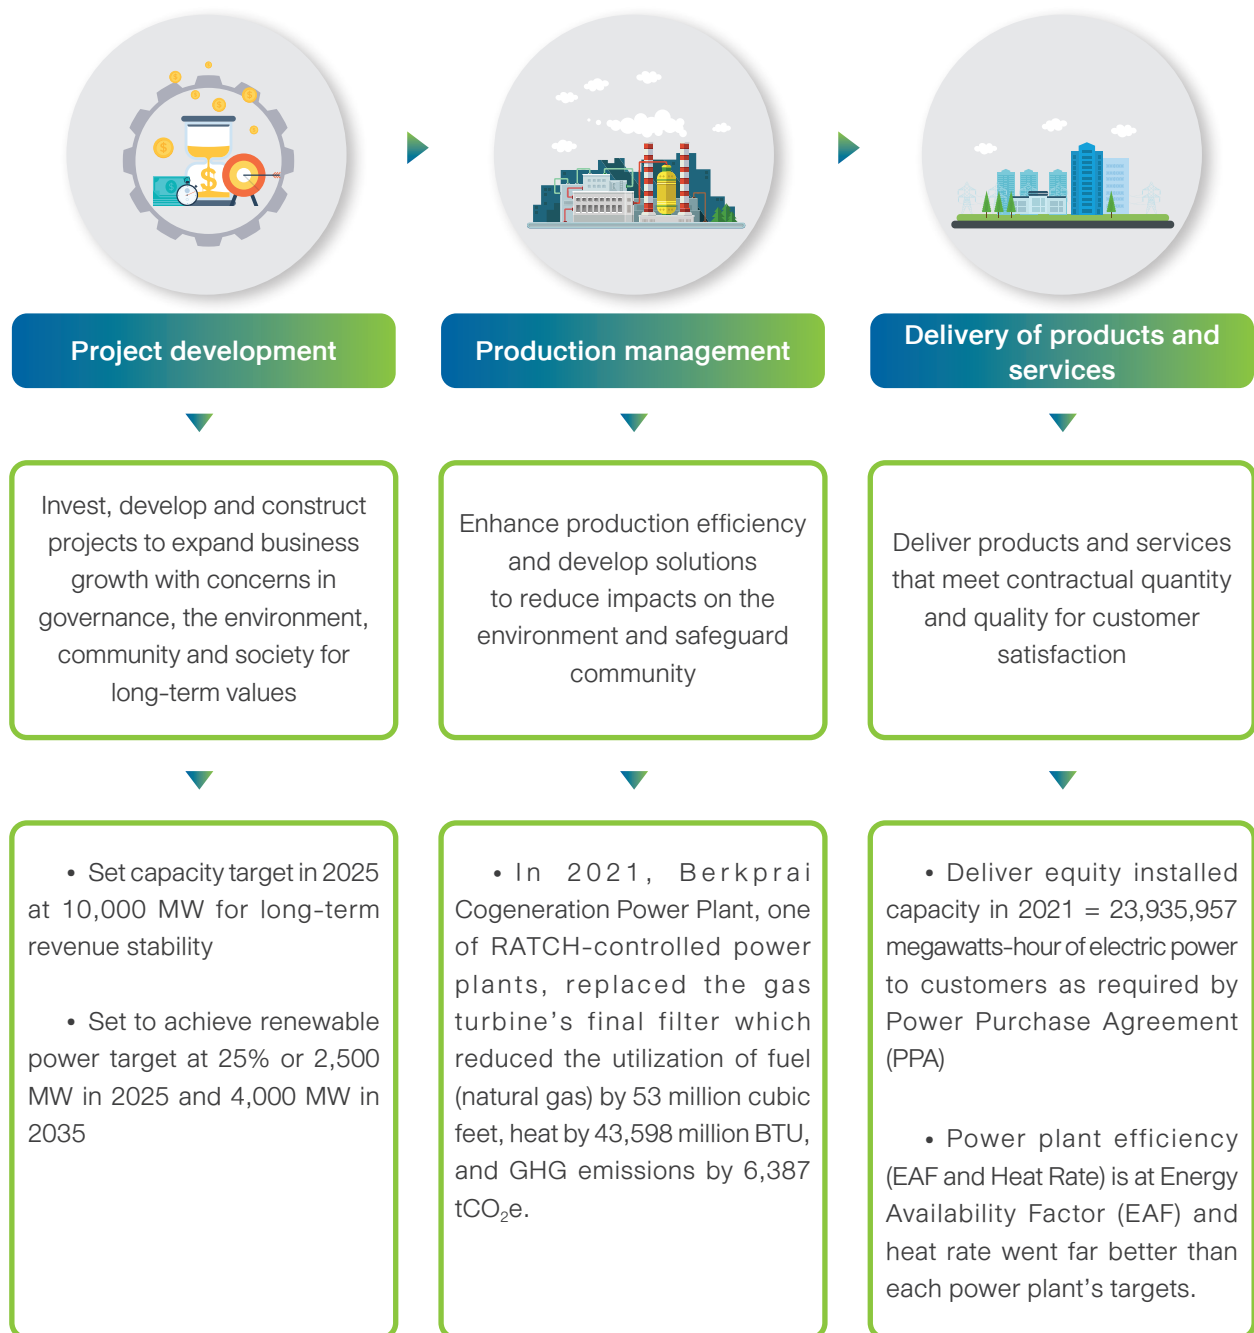 Project development
Invest, develop and construct
projects to expand business
growth with concerns in
governance, the environment,
community and society for
long-term values
• Set capacity target in 2025
at 10,000 MW for long-term
revenue stability
• Set to achieve renewable
power target at 25% or 2,500
MW in 2025 and 4,000 MW in
2035
Production management
Enhance production efficiency
and develop solutions
to reduce impacts on the
environment and safeguard
community
• In 2021, Berkprai
Cogeneration Power Plant, one
of RATCH-controlled power
plants, replaced the gas
turbine's final filter which
reduced the utilization of fuel
(natural gas) by 53 million cubic
feet, heat by 43,598 million BTU,
and GHG emissions by 6,387
tCO₂e.
Delivery of products and
services
Deliver products and services
that meet contractual quantity
and quality for customer
satisfaction
• Deliver equity installed
capacity in 2021 = 23,935,957
megawatts-hour of electric power
to customers as required by
Power Purchase Agreement
(PPA)
• Power plant efficiency
(EAF and Heat Rate) is at Energy
Availability Factor (EAF) and
heat rate went far better than
each power plant's targets.